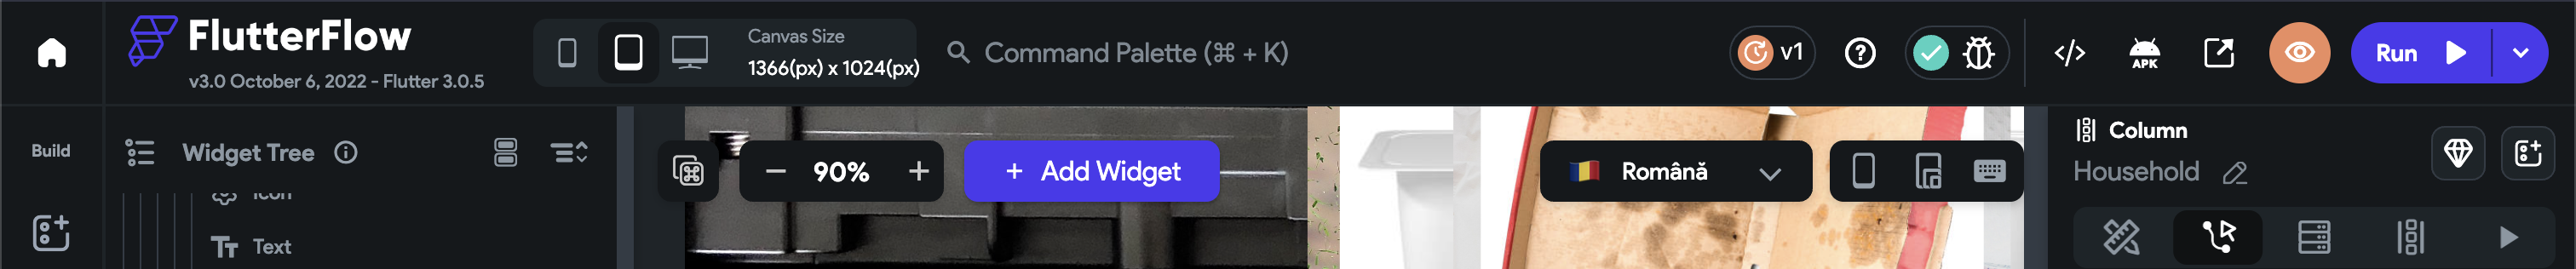 FlutterFlow
v3.0 October 6, 2022 - Flutter 3.0.5
Canvas Size
1366(px) x 1024(px)
Command Palette (⌘ + K)
v1
APK
Run
Build
Widget Tree
90%
+ Add Widget
Română
Column
Household
Icon
Text